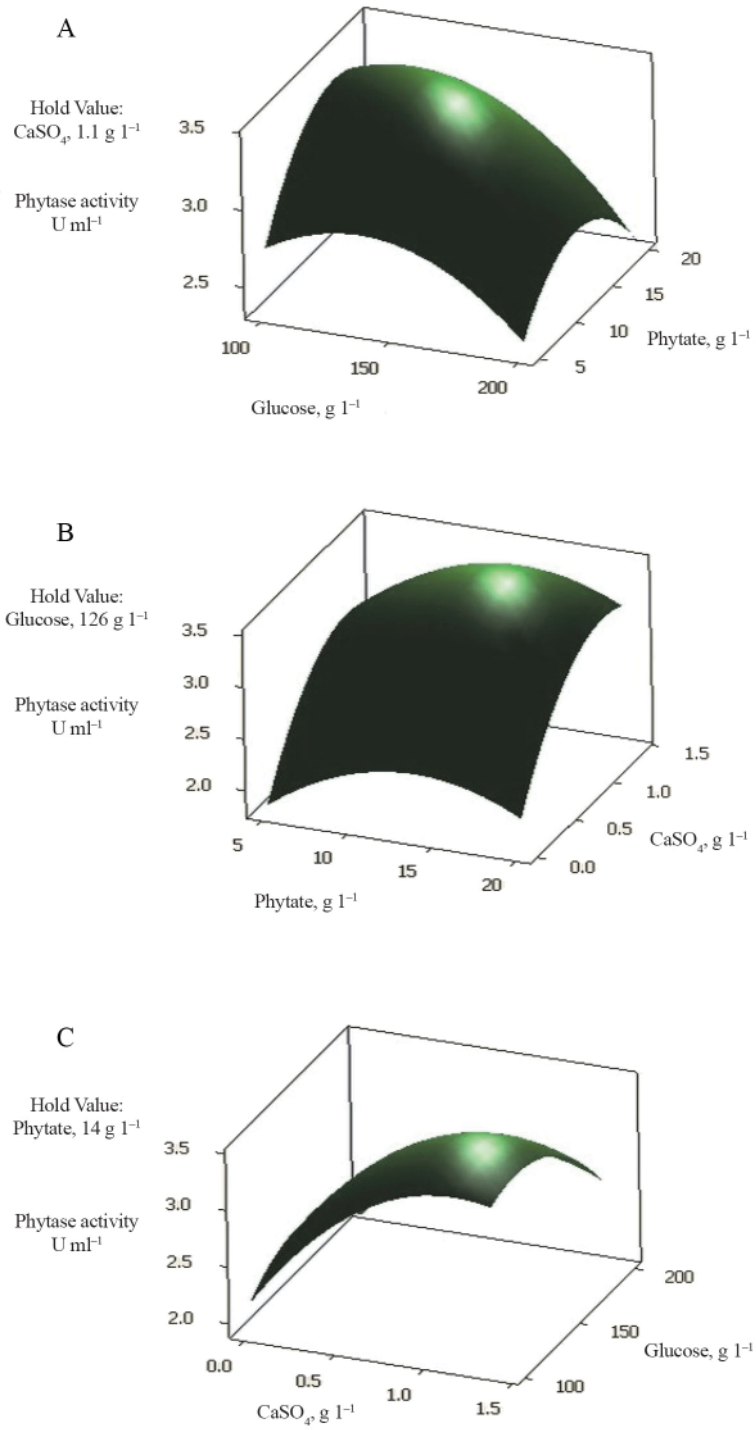 A
Hold Value:
CaSO₄, 1.1 g l⁻¹
Phytase activity
U ml⁻¹
3.5
3.0
2.5
100
150
200
Glucose, g l⁻¹
5
10
15
20
Phytate, g l⁻¹
B
Hold Value:
Glucose, 126 g l⁻¹
Phytase activity
U ml⁻¹
3.5
3.0
2.5
2.0
5
10
15
20
Phytate, g l⁻¹
0.0
0.5
1.0
1.5
CaSO₄, g l⁻¹
C
Hold Value:
Phytate, 14 g l⁻¹
Phytase activity
U ml⁻¹
3.5
3.0
2.5
2.0
0.0
0.5
1.0
1.5
CaSO₄, g l⁻¹
100
150
200
Glucose, g l⁻¹